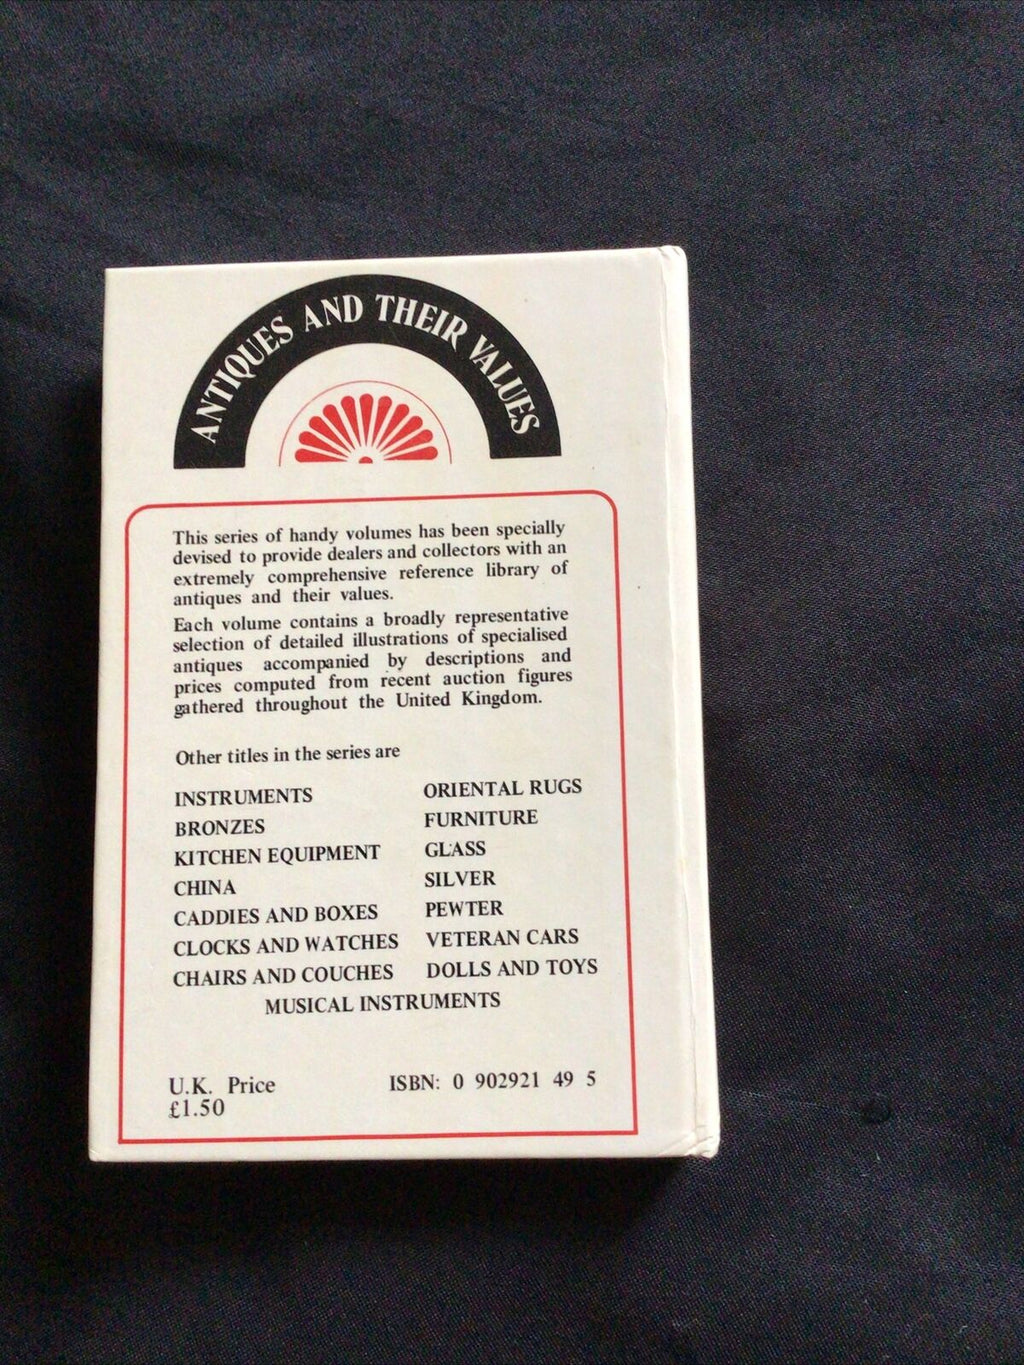 ANTIQUES AND THEIR VALUES
This series of handy volumes has been specially
devised to provide dealers and collectors with an
extremely comprehensive reference library of
antiques and their values.
Each volume contains a broadly representative
selection of detailed illustrations of specialised
antiques accompanied by descriptions and
prices computed from recent auction figures
gathered throughout the United Kingdom.
Other titles in the series are
INSTRUMENTS
BRONZES
KITCHEN EQUIPMENT
CHINA
CADDIES AND BOXES
CLOCKS AND WATCHES
CHAIRS AND COUCHES
ORIENTAL RUGS
FURNITURE
GLASS
SILVER
PEWTER
VETERAN CARS
DOLLS AND TOYS
MUSICAL INSTRUMENTS
U.K. Price
£1.50
ISBN: 0 902921 49 5